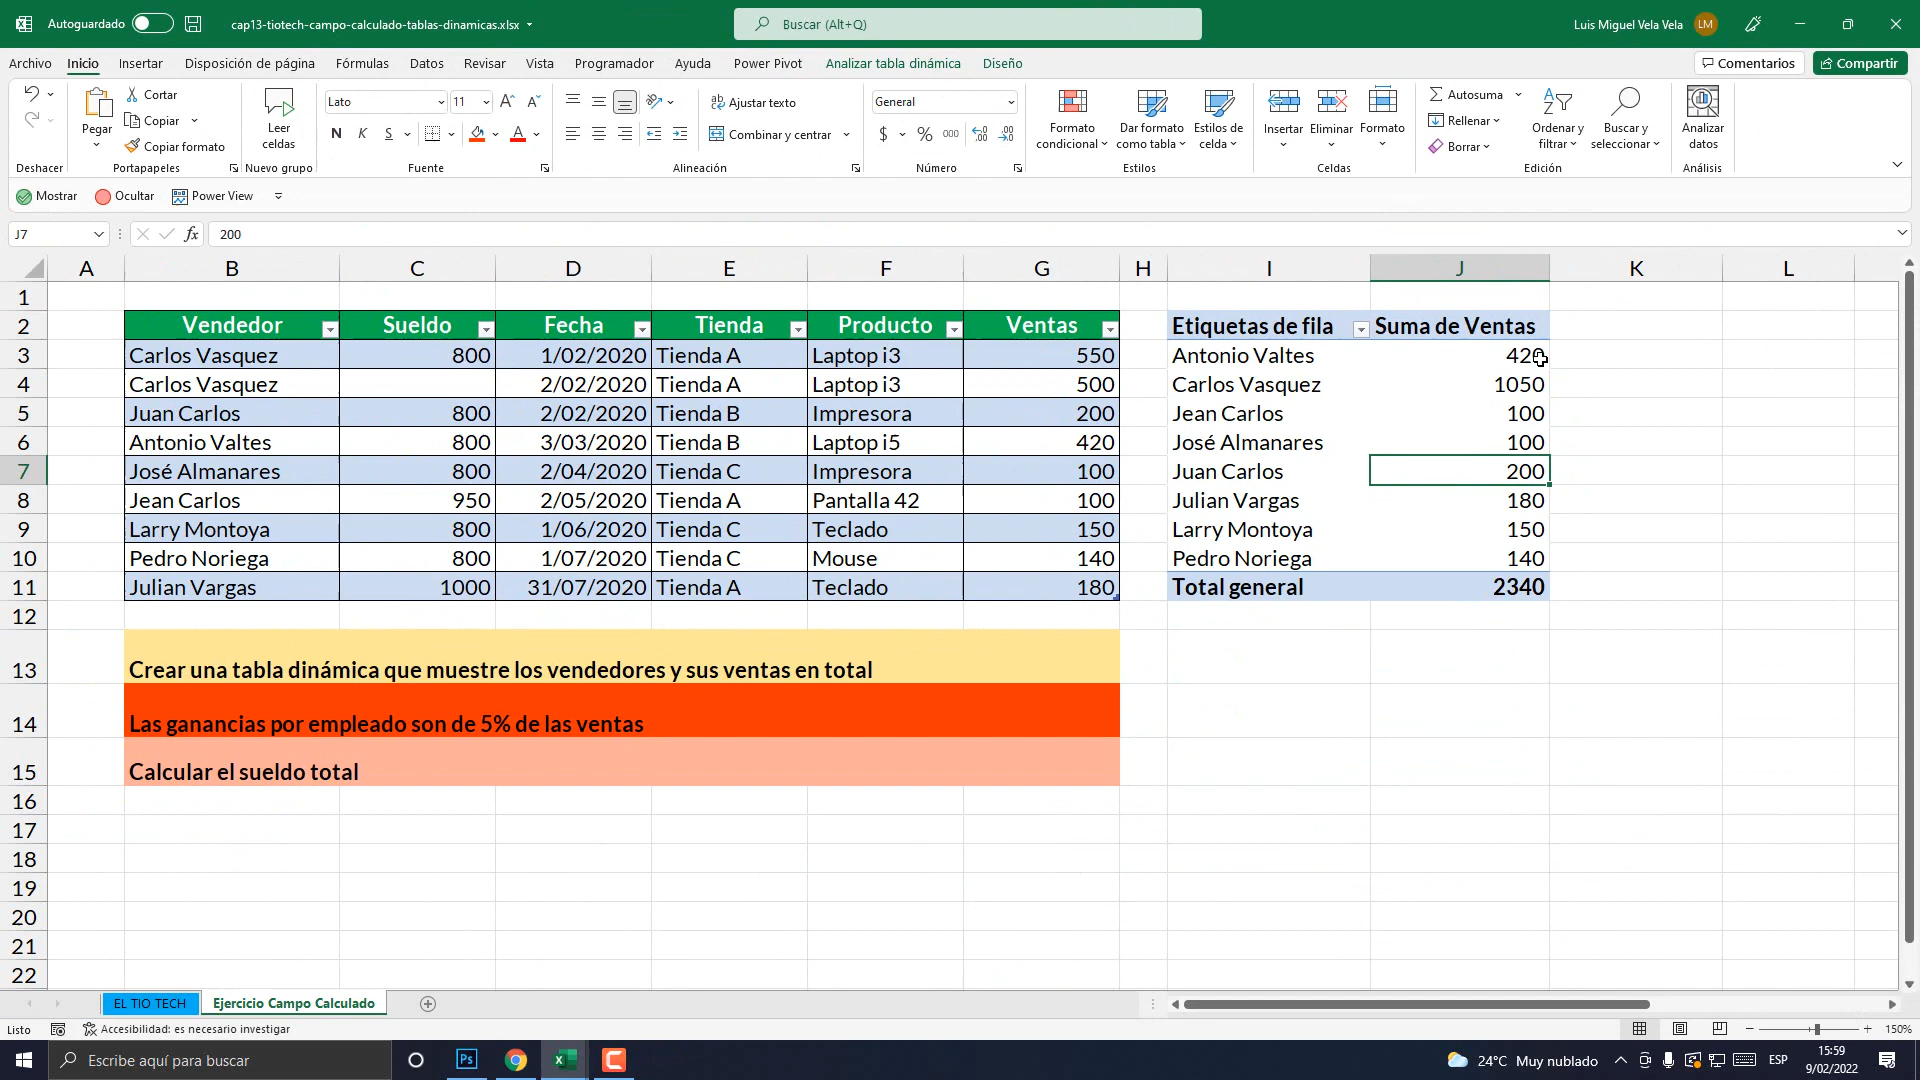 Autoguardado
cap13-tiotech-campo-calculado-tablas-dinamicas.xlsx
Buscar (Alt+Q)
Luis Miguel Vela Vela
LM
Archivo Inicio Insertar Disposición de página Fórmulas Datos Revisar Vista Programador Ayuda Power Pivot Analizar tabla dinámica Diseño
Comentarios
Compartir
Deshacer
Pegar
Cortar
Copiar
Copiar formato
Portapapeles
Leer celdas
Nuevo grupo
Lato 11
N K S
Fuente
Ajustar texto
Combinar y centrar
Alineación
General
$ % 000
Número
Formato condicional
Dar formato como tabla
Estilos de celda
Estilos
Insertar Eliminar Formato
Celdas
Autosuma
Rellenar
Borrar
Ordenar y filtrar
Buscar y seleccionar
Edición
Analizar datos
Análisis
Mostrar Ocultar Power View
J7 fx 200
A B C D E F G H I J K L
1
2 Vendedor Sueldo Fecha Tienda Producto Ventas Etiquetas de fila Suma de Ventas
3 Carlos Vasquez 800 1/02/2020 Tienda A Laptop i3 550 Antonio Valtes 420
4 Carlos Vasquez 2/02/2020 Tienda A Laptop i3 500 Carlos Vasquez 1050
5 Juan Carlos 800 2/02/2020 Tienda B Impresora 200 Jean Carlos 100
6 Antonio Valtes 800 3/03/2020 Tienda B Laptop i5 420 José Almanares 100
7 José Almanares 800 2/04/2020 Tienda C Impresora 100 Juan Carlos 200
8 Jean Carlos 950 2/05/2020 Tienda A Pantalla 42 100 Julian Vargas 180
9 Larry Montoya 800 1/06/2020 Tienda C Teclado 150 Larry Montoya 150
10 Pedro Noriega 800 1/07/2020 Tienda C Mouse 140 Pedro Noriega 140
11 Julian Vargas 1000 31/07/2020 Tienda A Teclado 180 Total general 2340
12
13 Crear una tabla dinámica que muestre los vendedores y sus ventas en total
14 Las ganancias por empleado son de 5% de las ventas
15 Calcular el sueldo total
16
17
18
19
20
21
22
EL TIO TECH Ejercicio Campo Calculado
Listo Accesibilidad: es necesario investigar 150%
Escribe aquí para buscar
Ps
24°C Muy nublado
ESP
15:59
9/02/2022